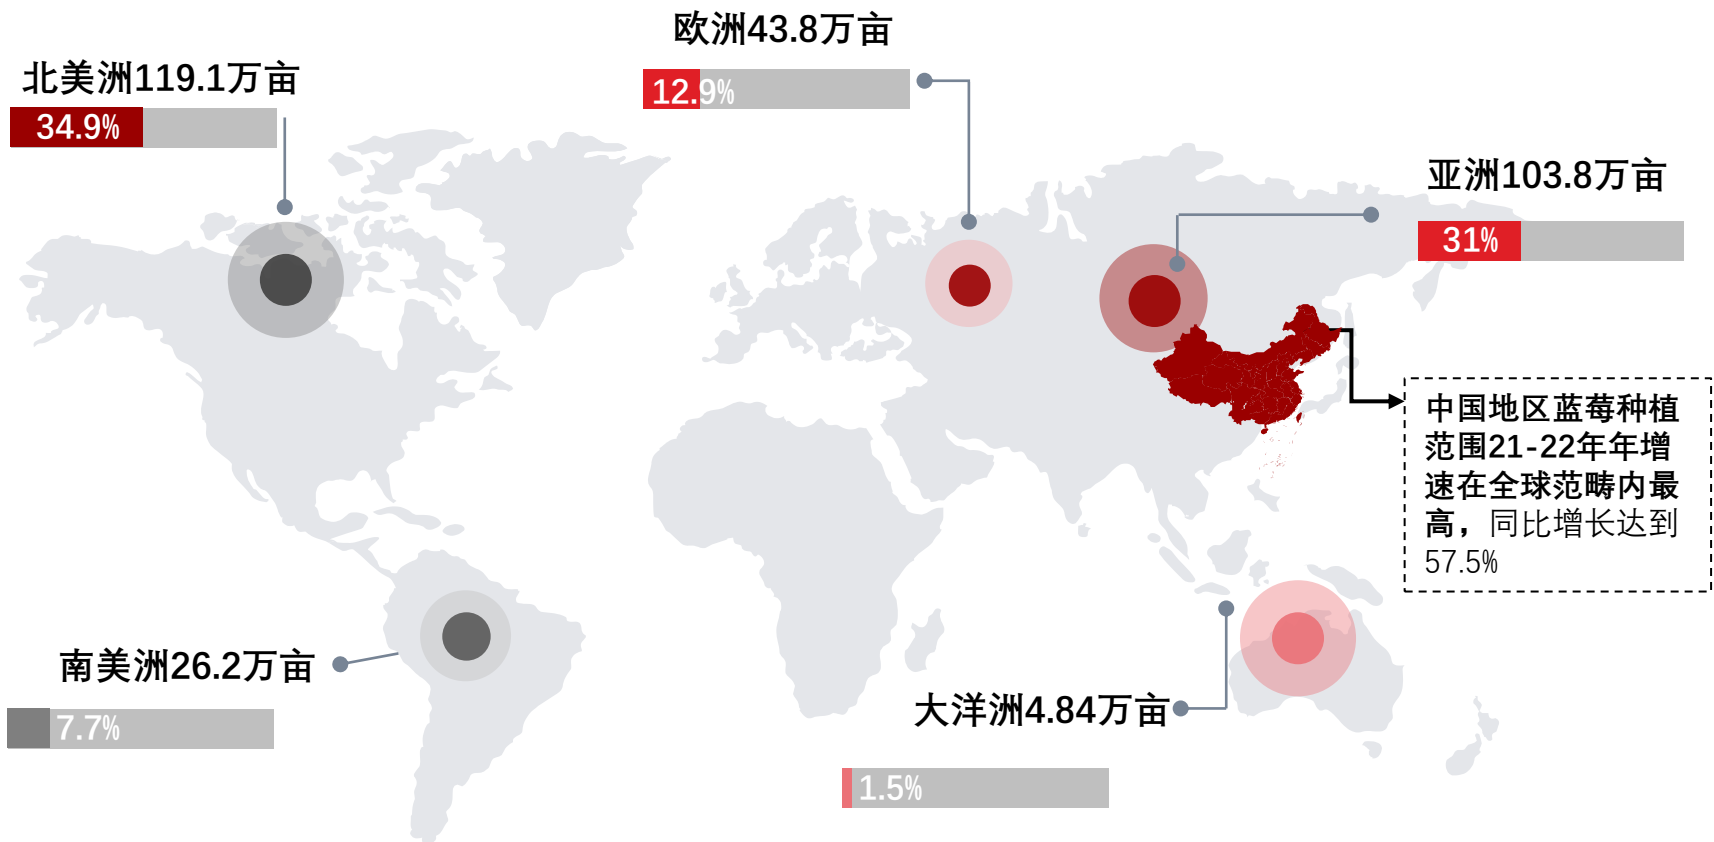 欧洲43.8万亩
12.9%
北美洲119.1万亩
34.9%
亚洲103.8万亩
31%
中国地区蓝莓种植
范围21-22年年增
速在全球范畴内最
高，同比增长达到
57.5%
南美洲26.2万亩
7.7%
大洋洲4.84万亩
1.5%